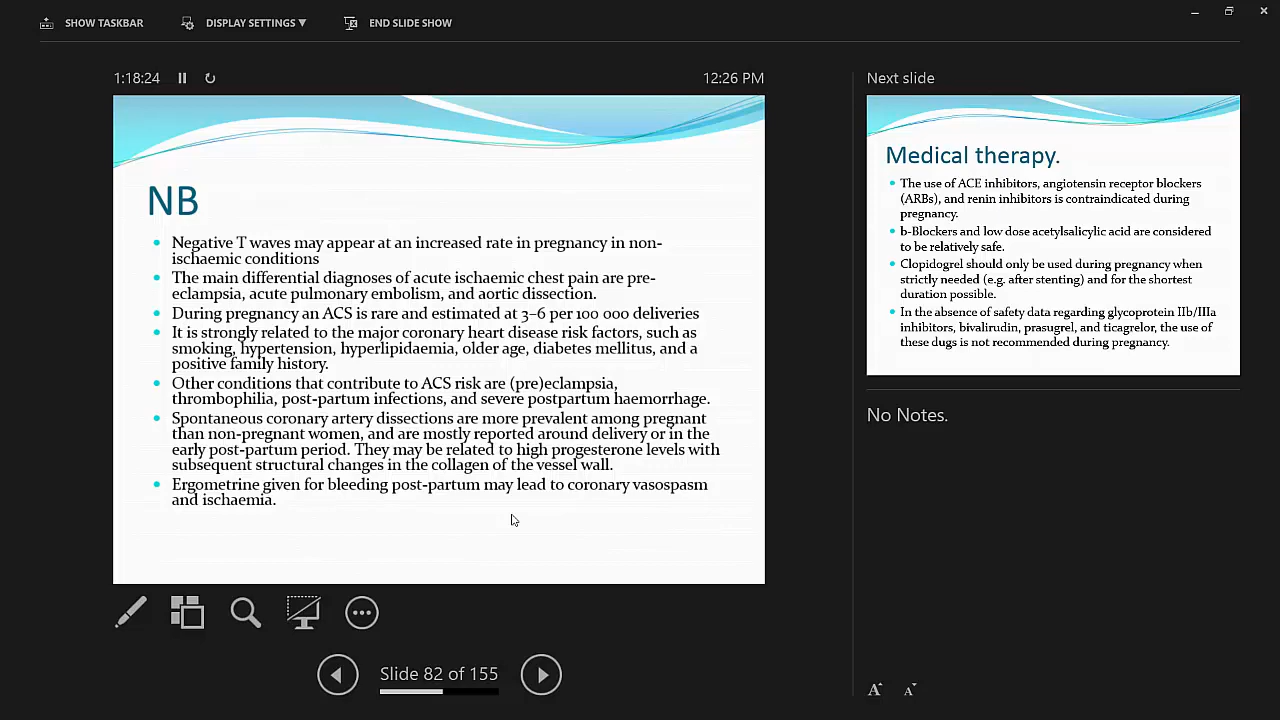 SHOW TASKBAR
DISPLAY SETTINGS ▼
END SLIDE SHOW
1:18:24
12:26 PM
NB
Negative T waves may appear at an increased rate in pregnancy in non-
ischaemic conditions
The main differential diagnoses of acute ischaemic chest pain are pre-
eclampsia, acute pulmonary embolism, and aortic dissection.
During pregnancy an ACS is rare and estimated at 3–6 per 100 000 deliveries
It is strongly related to the major coronary heart disease risk factors, such as
smoking, hypertension, hyperlipidaemia, older age, diabetes mellitus, and a
positive family history.
Other conditions that contribute to ACS risk are (pre)eclampsia,
thrombophilia, post-partum infections, and severe postpartum haemorrhage.
Spontaneous coronary artery dissections are more prevalent among pregnant
than non-pregnant women, and are mostly reported around delivery or in the
early post-partum period. They may be related to high progesterone levels with
subsequent structural changes in the collagen of the vessel wall.
Ergometrine given for bleeding post-partum may lead to coronary vasospasm
and ischaemia.
Slide 82 of 155
Next slide
Medical therapy.
The use of ACE inhibitors, angiotensin receptor blockers
(ARBs), and renin inhibitors is contraindicated during
pregnancy.
b-Blockers and low dose acetylsalicylic acid are considered
to be relatively safe.
Clopidogrel should only be used during pregnancy when
strictly needed (e.g. after stenting) and for the shortest
duration possible.
In the absence of safety data regarding glycoprotein IIb/IIIa
inhibitors, bivalirudin, prasugrel, and ticagrelor, the use of
these dugs is not recommended during pregnancy.
No Notes.
A A